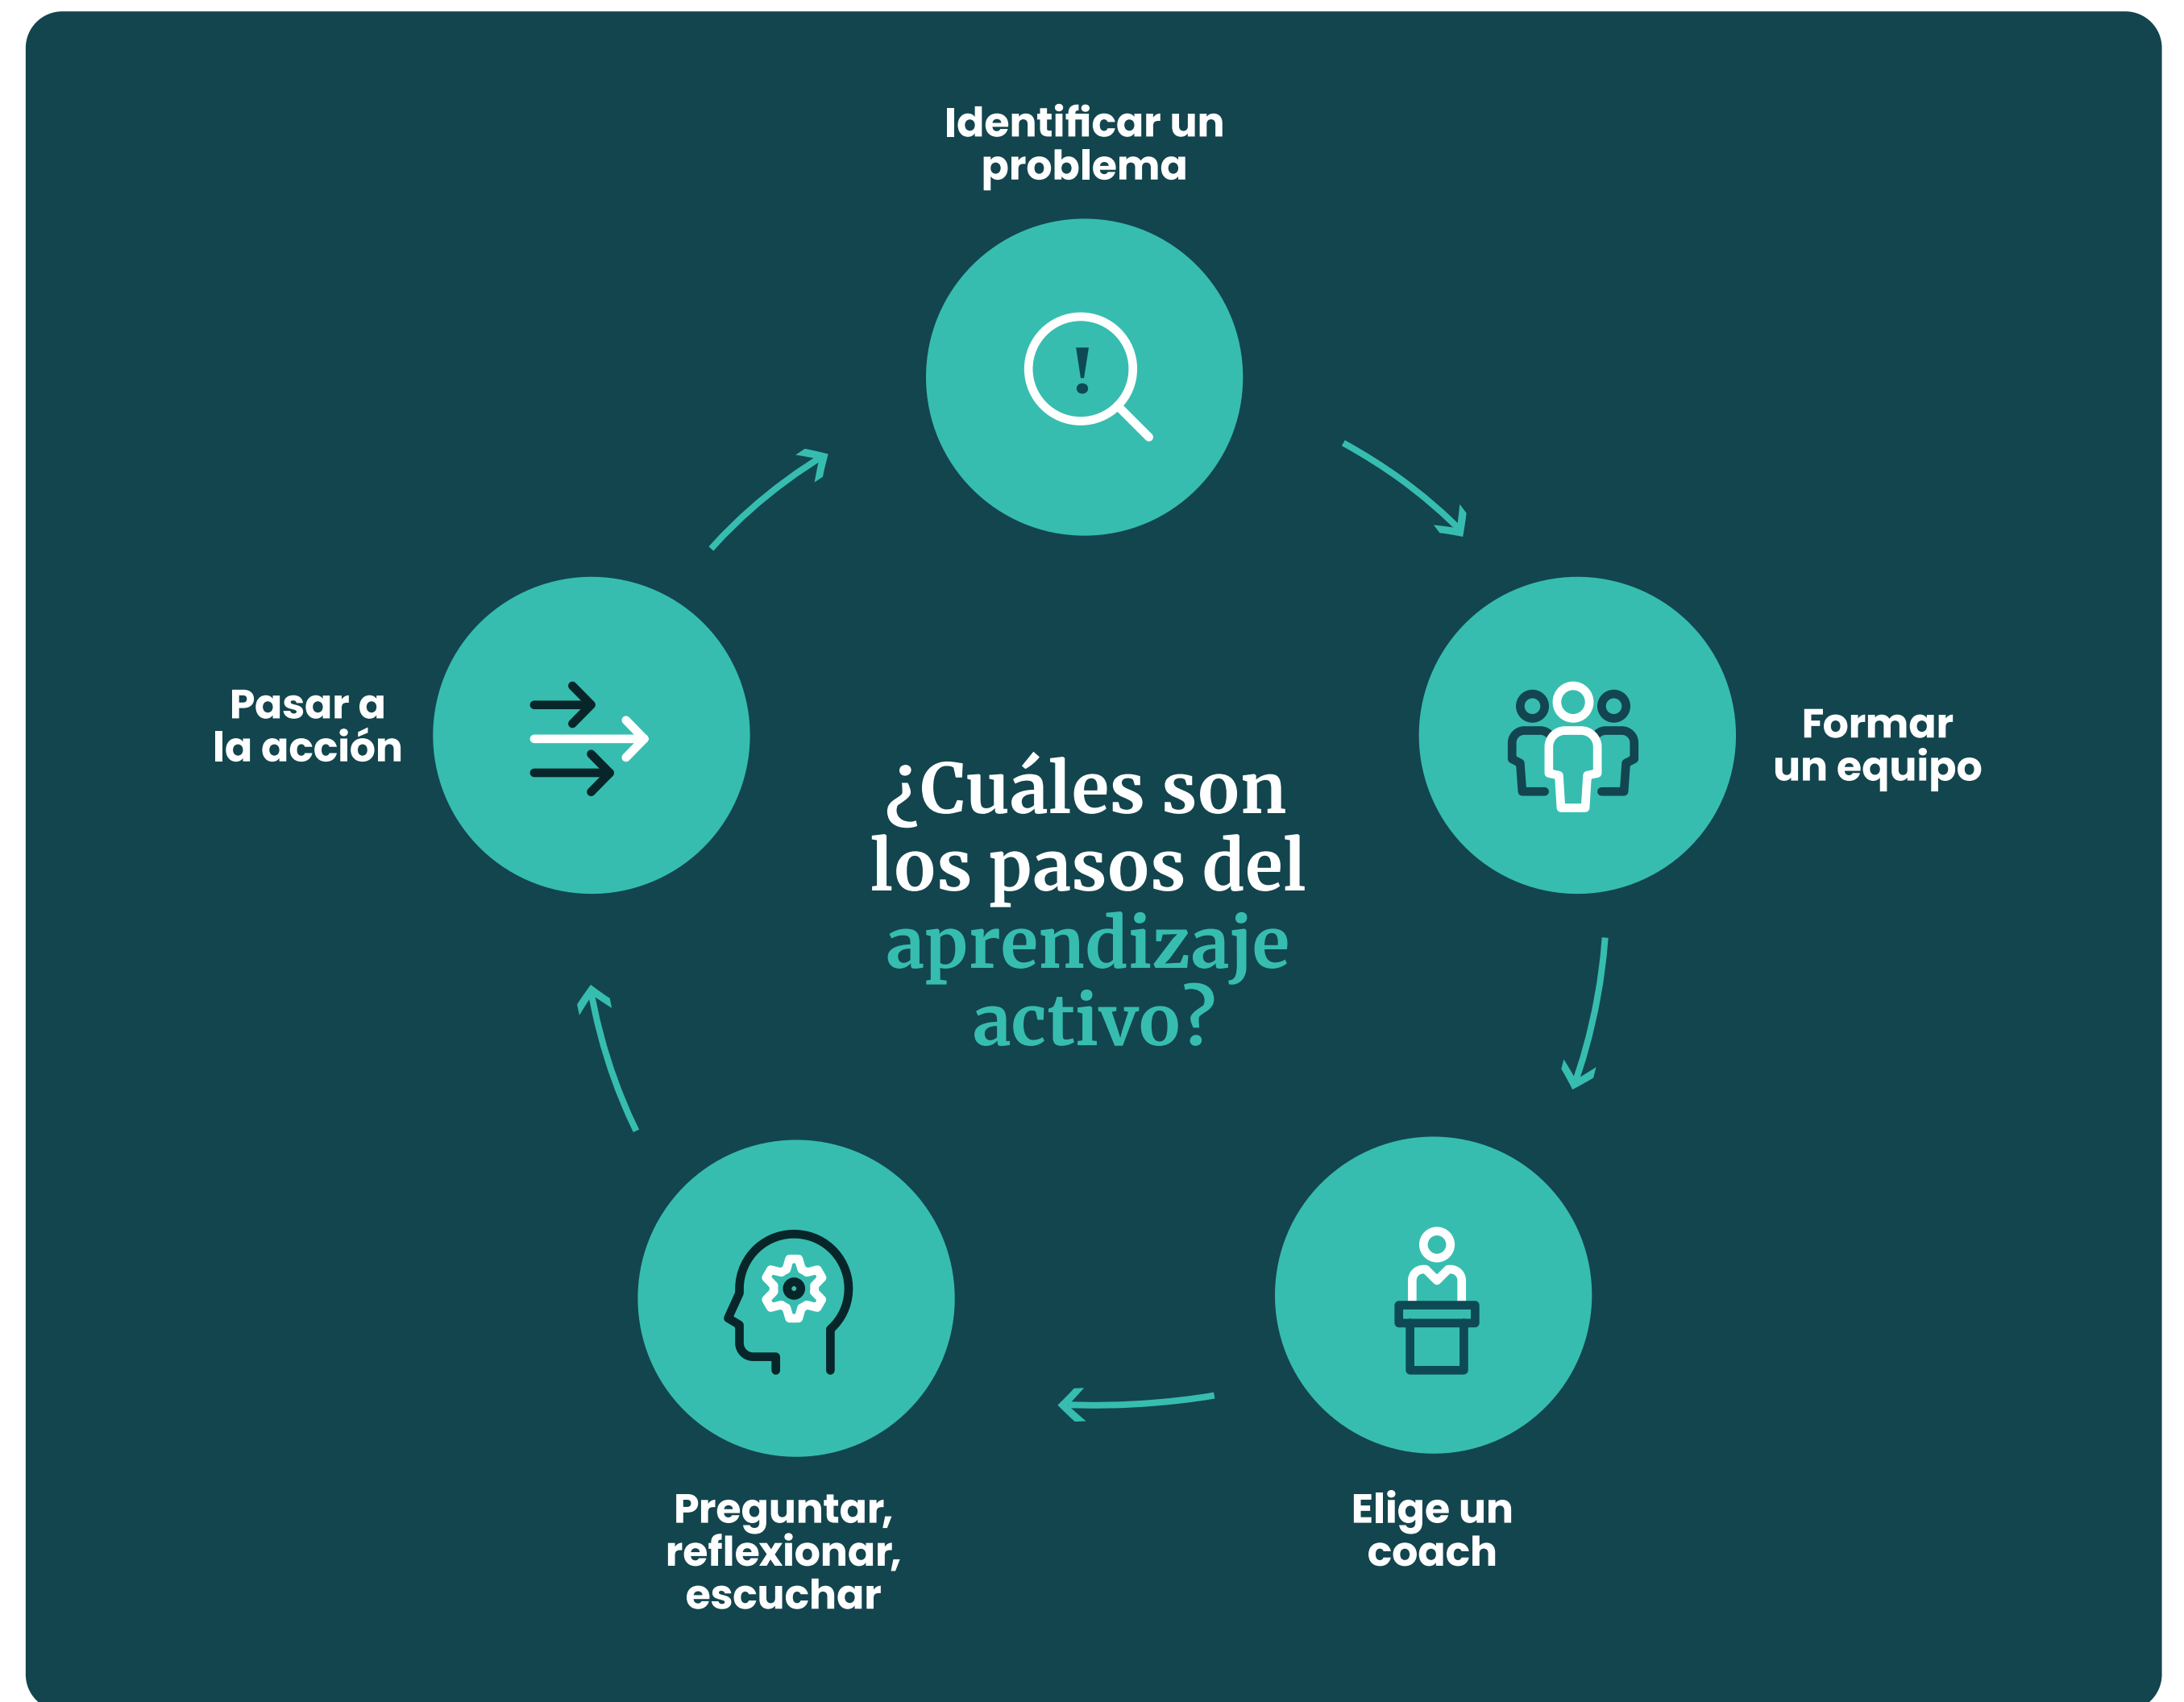 Identificar un
problema
Pasar a
la acción
Formar
un equipo
¿Cuáles son
los pasos del
aprendizaje
activo?
Preguntar,
reflexionar,
escuchar
Elige un
coach